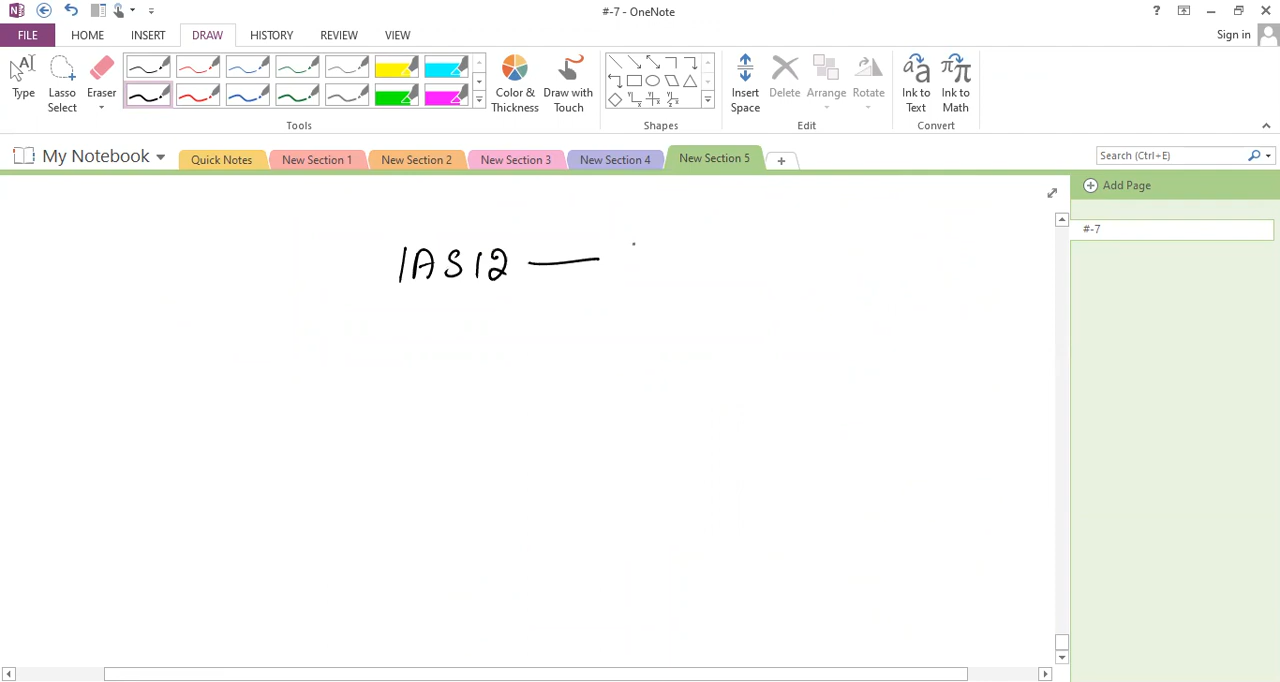 #-7 - OneNote
? 
FILE HOME INSERT DRAW HISTORY REVIEW VIEW Sign in
Type Lasso Select Eraser Color & Thickness Draw with Touch Insert Space Delete Arrange Rotate Ink to Text Ink to Math
Tools Shapes Edit Convert
My Notebook Quick Notes New Section 1 New Section 2 New Section 3 New Section 4 New Section 5 Search (Ctrl+E)
Add Page
#-7
IAS12 —